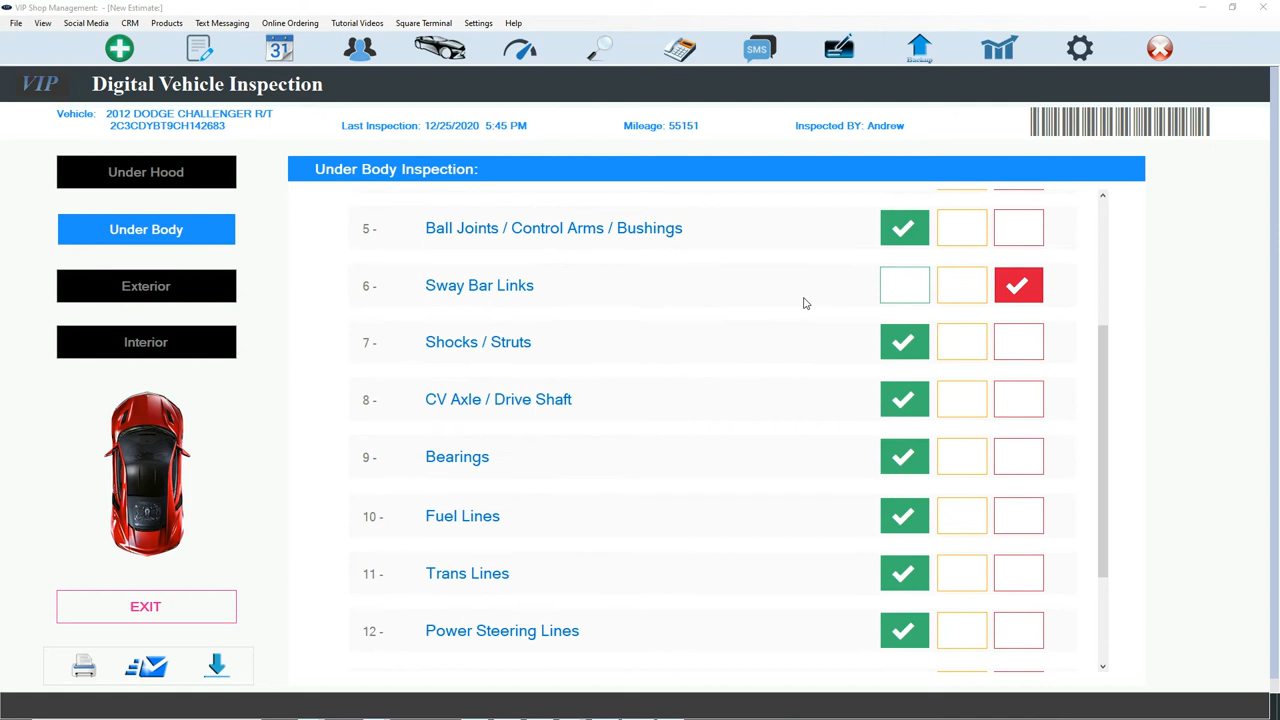 VIP Shop Management: - [New Estimate:]
File View Social Media CRM Products Text Messaging Online Ordering Tutorial Videos Square Terminal Settings Help
31 SMS Backup
VIP Digital Vehicle Inspection
Vehicle: 2012 DODGE CHALLENGER R/T
2C3CDYBT9CH142683 Last Inspection: 12/25/2020 5:45 PM Mileage: 55151 Inspected BY: Andrew
Under Hood
Under Body
Exterior
Interior
EXIT
Under Body Inspection:
5 - Ball Joints / Control Arms / Bushings
6 - Sway Bar Links
7 - Shocks / Struts
8 - CV Axle / Drive Shaft
9 - Bearings
10 - Fuel Lines
11 - Trans Lines
12 - Power Steering Lines